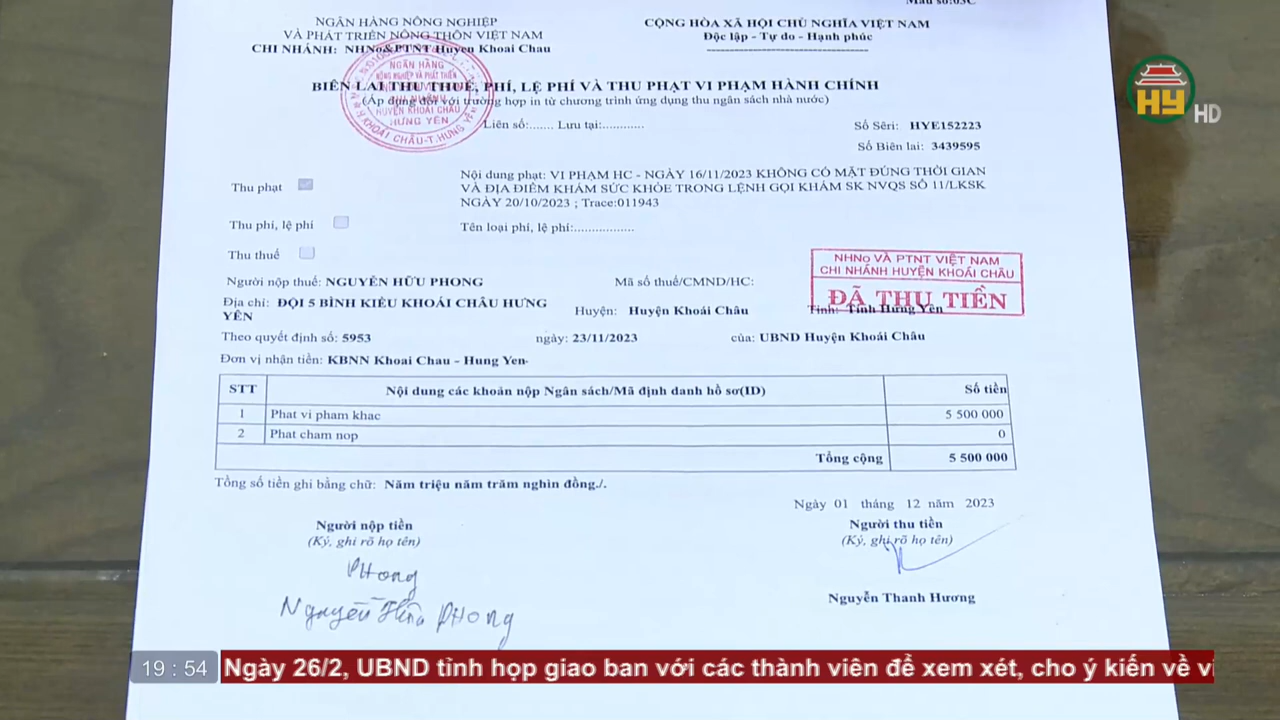 Mẫu số:03C
NGÂN HÀNG NÔNG NGHIỆP
VÀ PHÁT TRIỂN NÔNG THÔN VIỆT NAM
CHI NHÁNH: NHNo&PTNT Huyen Khoai Chau
CỘNG HÒA XÃ HỘI CHỦ NGHĨA VIỆT NAM
Độc lập - Tự do - Hạnh phúc
NGÂN HÀNG
NÔNG NGHIỆP VÀ PHÁT TRIỂN
HUYỆN KHOÁI CHÂU
HƯNG YÊN
KHOÁI CHÂU-T.HƯNG YÊN
BIÊN LAI THU THUẾ, PHÍ, LỆ PHÍ VÀ THU PHẠT VI PHẠM HÀNH CHÍNH
(Áp dụng đối với trường hợp in từ chương trình ứng dụng thu ngân sách nhà nước)
HY HD
Liên số:....... Lưu tại:...........
Số Sêri: HYE152223
Số Biên lai: 3439595
Thu phạt
Nội dung phạt: VI PHẠM HC - NGÀY 16/11/2023 KHÔNG CÓ MẶT ĐÚNG THỜI GIAN
VÀ ĐỊA ĐIỂM KHÁM SỨC KHỎE TRONG LỆNH GỌI KHÁM SK NVQS SỐ 11/LKSK
NGÀY 20/10/2023 ; Trace:011943
Thu phí, lệ phí
Tên loại phí, lệ phí:................
Thu thuế
NHNo VÀ PTNT VIỆT NAM
CHI NHÁNH HUYỆN KHOÁI CHÂU
ĐÃ THU TIỀN
Người nộp thuế: NGUYỄN HỮU PHONG
Mã số thuế/CMND/HC:
Địa chỉ: ĐỘI 5 BÌNH KIỀU KHOÁI CHÂU HƯNG
YÊN
Huyện: Huyện Khoái Châu
Tỉnh: Tỉnh Hưng Yên
Theo quyết định số: 5953
ngày: 23/11/2023
của: UBND Huyện Khoái Châu
Đơn vị nhận tiền: KBNN Khoai Chau - Hung Yen
STT Nội dung các khoản nộp Ngân sách/Mã định danh hồ sơ(ID) Số tiền
1 Phat vi pham khac 5 500 000
2 Phat cham nop 0
Tổng cộng 5 500 000
Tổng số tiền ghi bằng chữ: Năm triệu năm trăm nghìn đồng./.
Ngày 01 tháng 12 năm 2023
Người nộp tiền
(Ký, ghi rõ họ tên)
Người thu tiền
(Ký, ghi rõ họ tên)
PHong
Nguyễn Hữu PHong
Nguyễn Thanh Hương
19 : 54 Ngày 26/2, UBND tỉnh họp giao ban với các thành viên để xem xét, cho ý kiến về